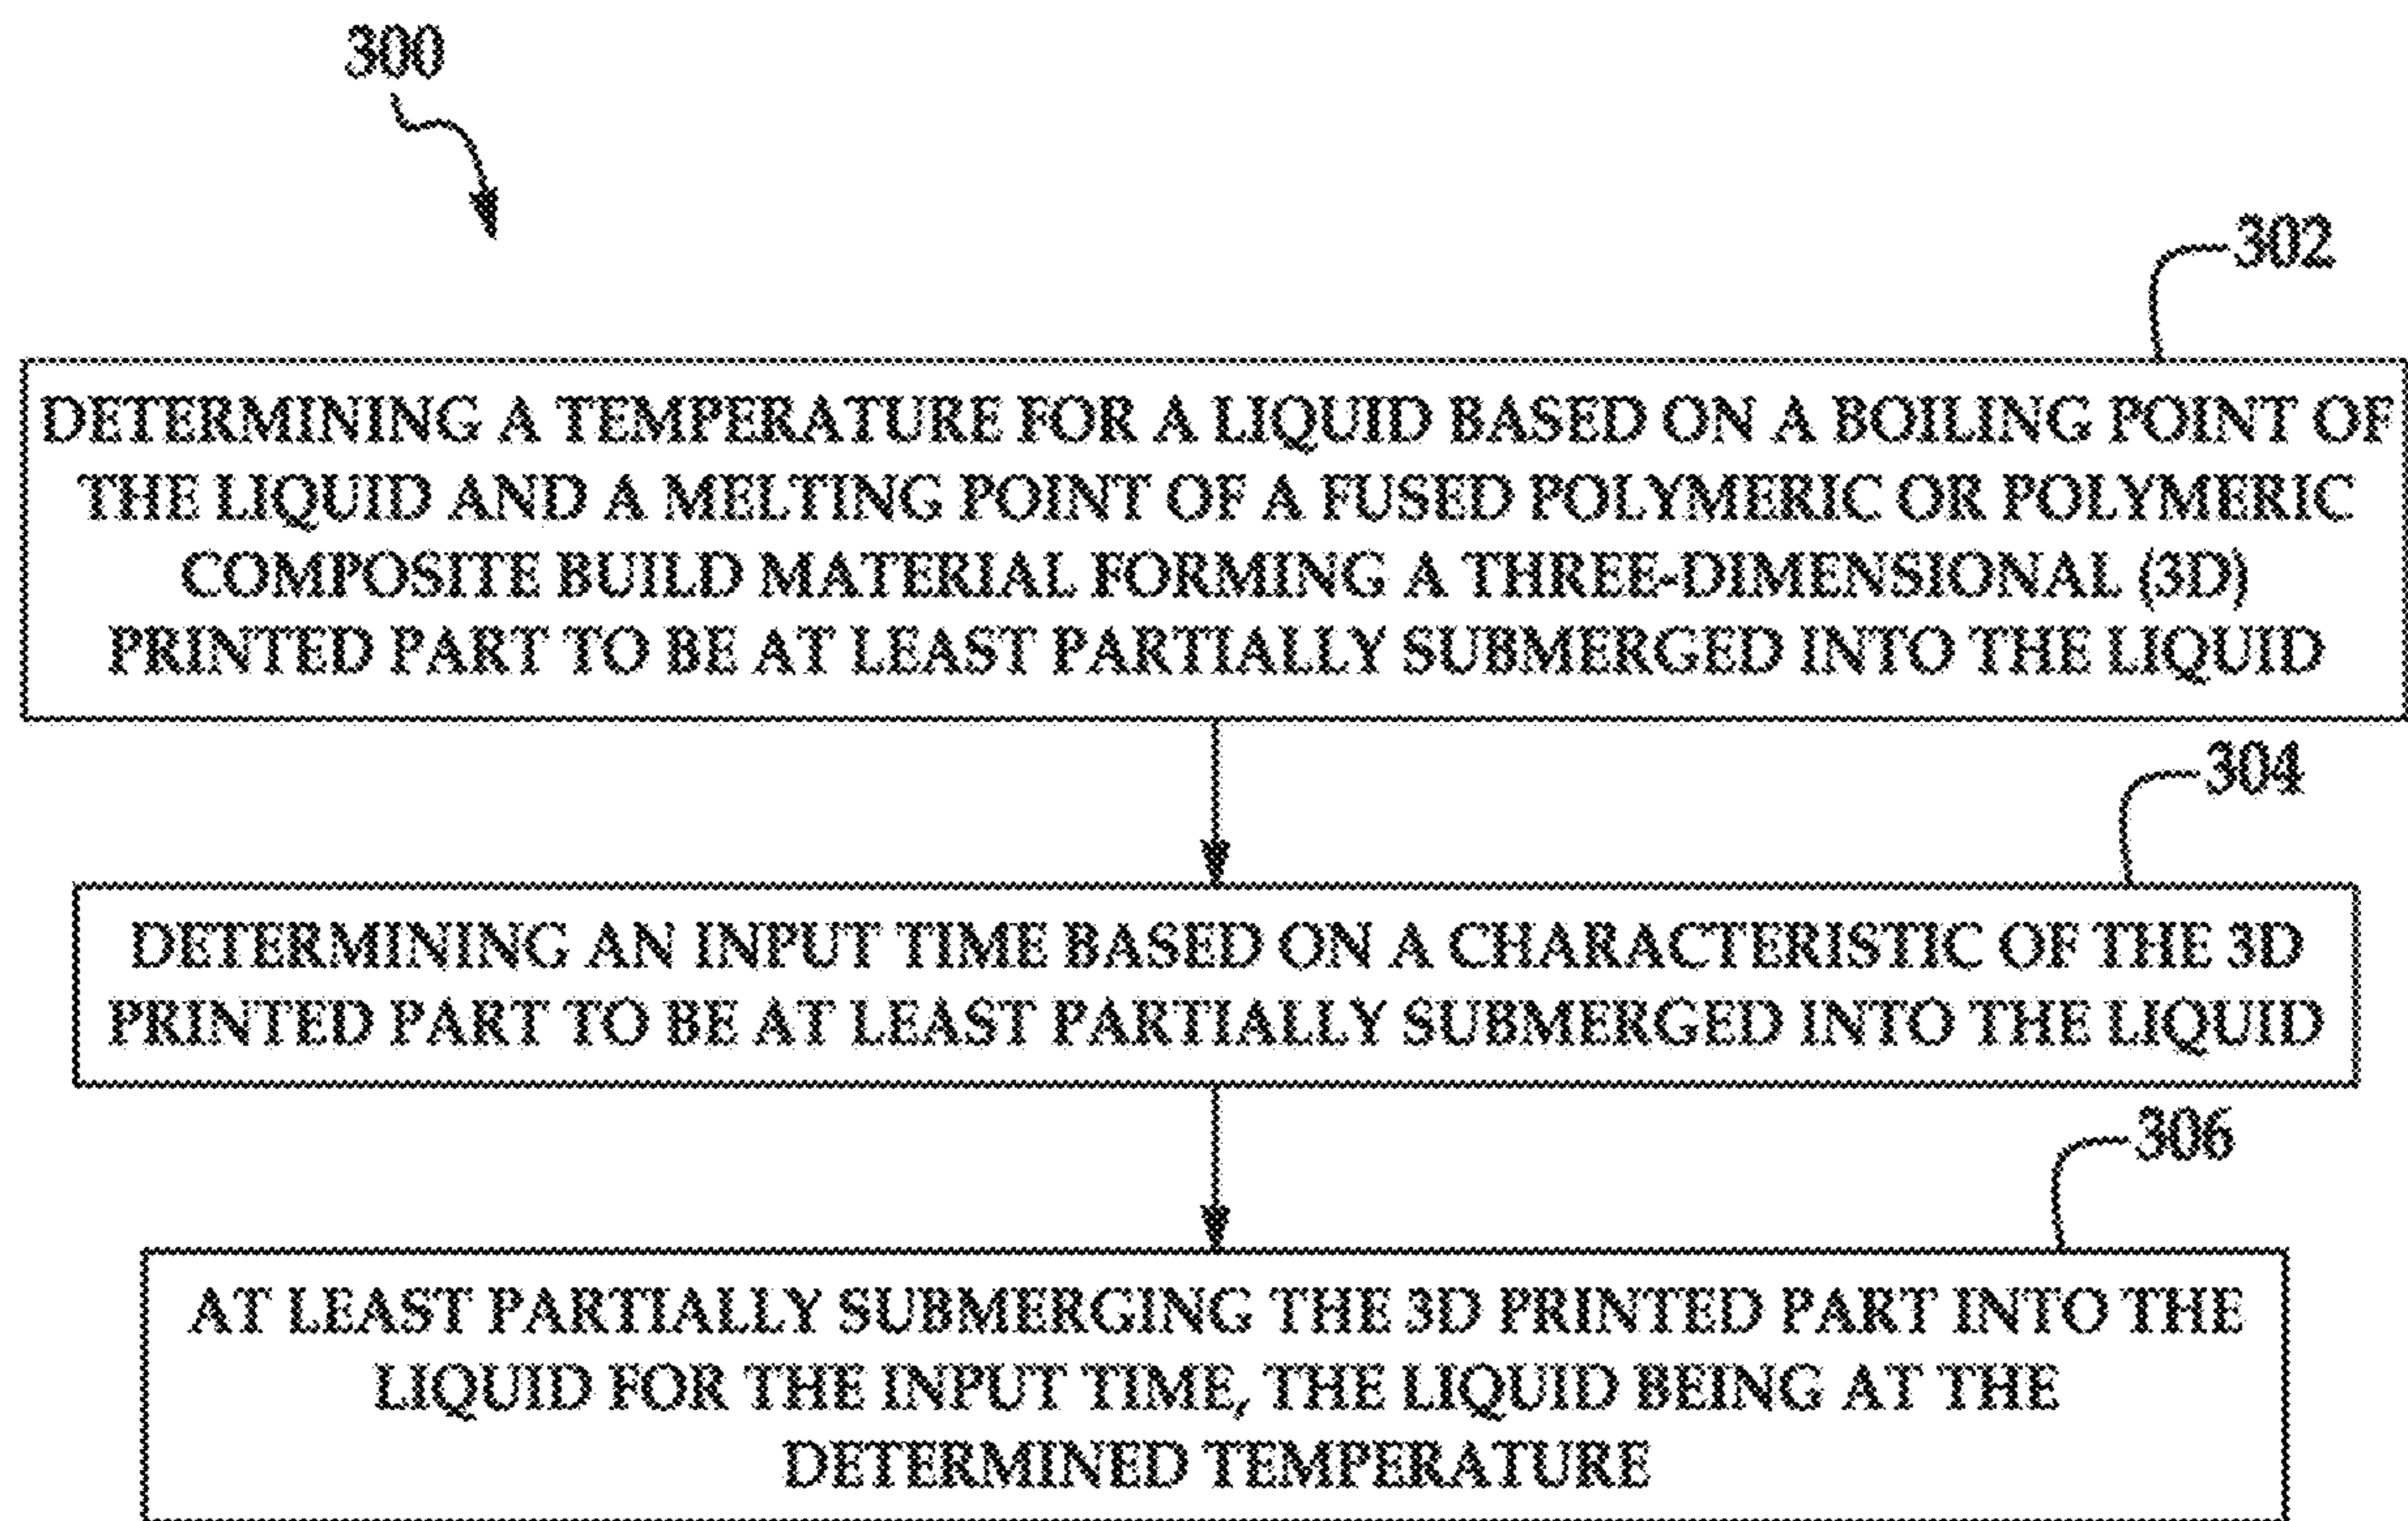 300
302
DETERMINING A TEMPERATURE FOR A LIQUID BASED ON A BOILING POINT OF
THE LIQUID AND A MELTING POINT OF A FUSED POLYMERIC OR POLYMERIC
COMPOSITE BUILD MATERIAL FORMING A THREE-DIMENSIONAL (3D)
PRINTED PART TO BE AT LEAST PARTIALLY SUBMERGED INTO THE LIQUID
304
DETERMINING AN INPUT TIME BASED ON A CHARACTERISTIC OF THE 3D
PRINTED PART TO BE AT LEAST PARTIALLY SUBMERGED INTO THE LIQUID
306
AT LEAST PARTIALLY SUBMERGING THE 3D PRINTED PART INTO THE
LIQUID FOR THE INPUT TIME, THE LIQUID BEING AT THE
DETERMINED TEMPERATURE